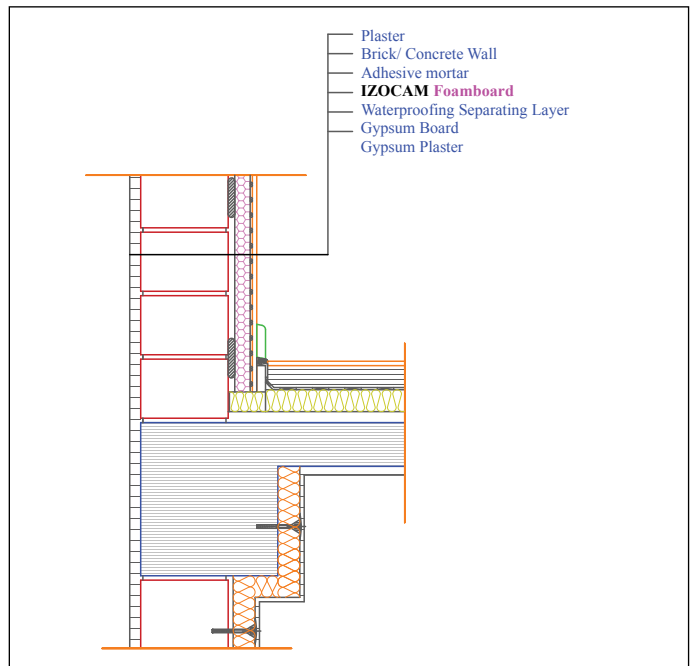 Plaster
Brick/ Concrete Wall
Adhesive mortar
IZOCAM Foamboard
Waterproofing Separating Layer
Gypsum Board
Gypsum Plaster